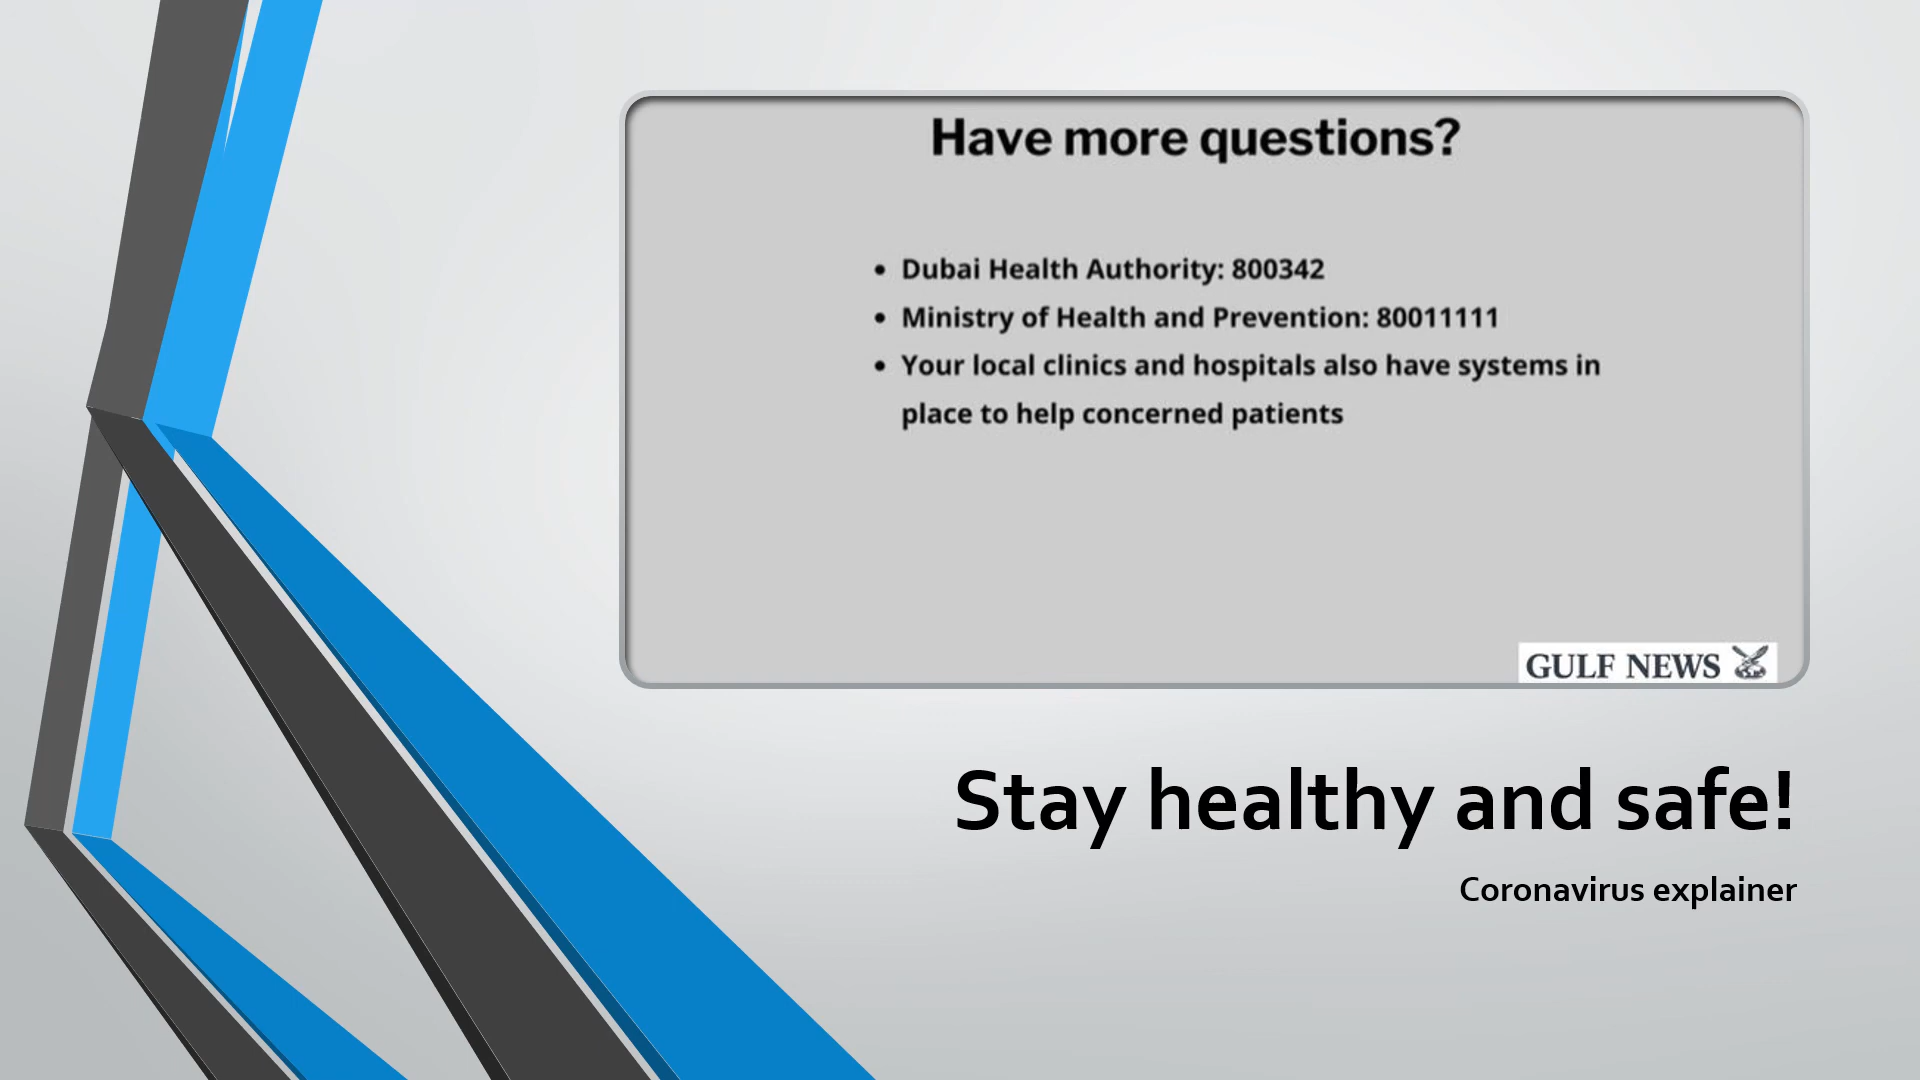 Have more questions?
• Dubai Health Authority: 800342
• Ministry of Health and Prevention: 80011111
• Your local clinics and hospitals also have systems in
place to help concerned patients
GULF NEWS
Stay healthy and safe!
Coronavirus explainer